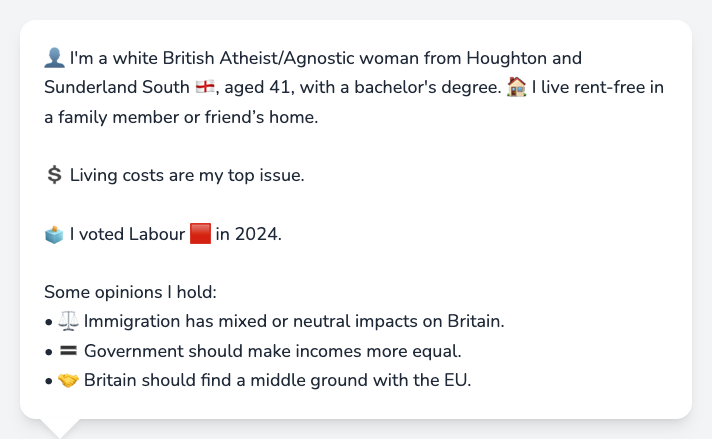 👤 I'm a white British Atheist/Agnostic woman from Houghton and
Sunderland South 🏴󠁧󠁢󠁥󠁮󠁧󠁿, aged 41, with a bachelor's degree. 🏠 I live rent-free in
a family member or friend’s home.
💲 Living costs are my top issue.
🗳️ I voted Labour 🟥 in 2024.
Some opinions I hold:
• ⚖️ Immigration has mixed or neutral impacts on Britain.
• 🟰 Government should make incomes more equal.
• 🤝 Britain should find a middle ground with the EU.